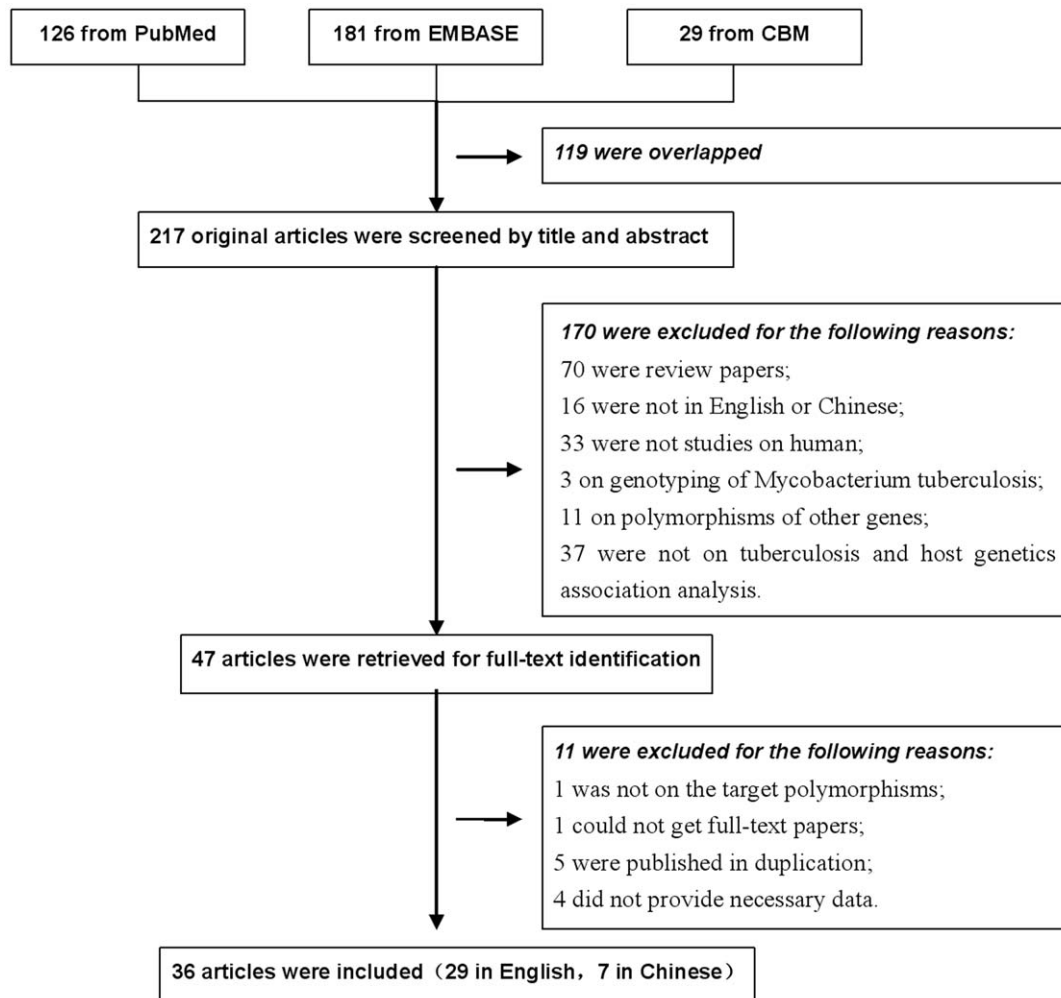 126 from PubMed
181 from EMBASE
29 from CBM
119 were overlapped
217 original articles were screened by title and abstract
170 were excluded for the following reasons:
70 were review papers;
16 were not in English or Chinese;
33 were not studies on human;
3 on genotyping of Mycobacterium tuberculosis;
11 on polymorphisms of other genes;
37 were not on tuberculosis and host genetics
association analysis.
47 articles were retrieved for full-text identification
11 were excluded for the following reasons:
1 was not on the target polymorphisms;
1 could not get full-text papers;
5 were published in duplication;
4 did not provide necessary data.
36 articles were included（29 in English，7 in Chinese）